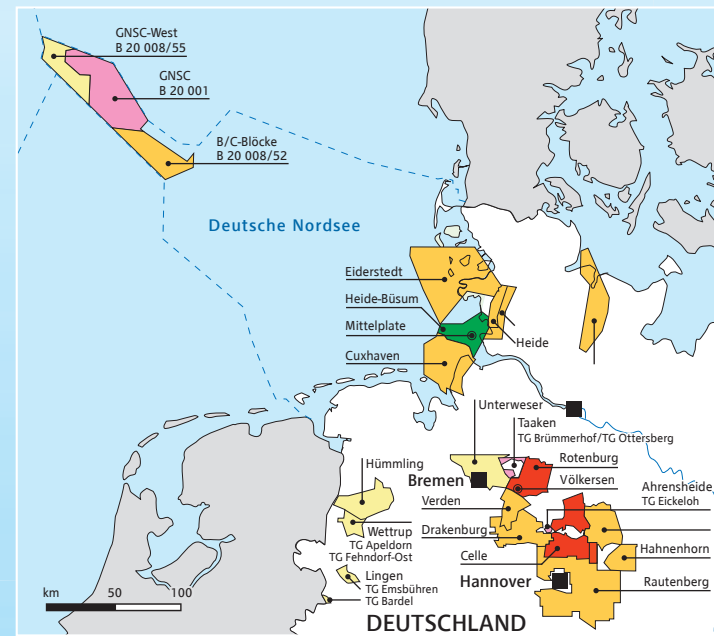 GNSC-West
B 20 008/55
GNSC
B 20 001
B/C-Blöcke
B 20 008/52
Deutsche Nordsee
Eiderstedt
Heide-Büsum
Mittelplate
Heide
Cuxhaven
Unterweser
Taaken
TG Brümmerhof/TG Ottersberg
Hümmling
Bremen
Rotenburg
Völkersen
Ahrensheide
TG Eickeloh
Verden
Drakenburg
Wettrup
TG Apeldorn
TG Fehndorf-Ost
Celle
Hahnenhorn
Lingen
TG Emsbühren
TG Bardel
Hannover
Rautenberg
km 50 100
DEUTSCHLAND